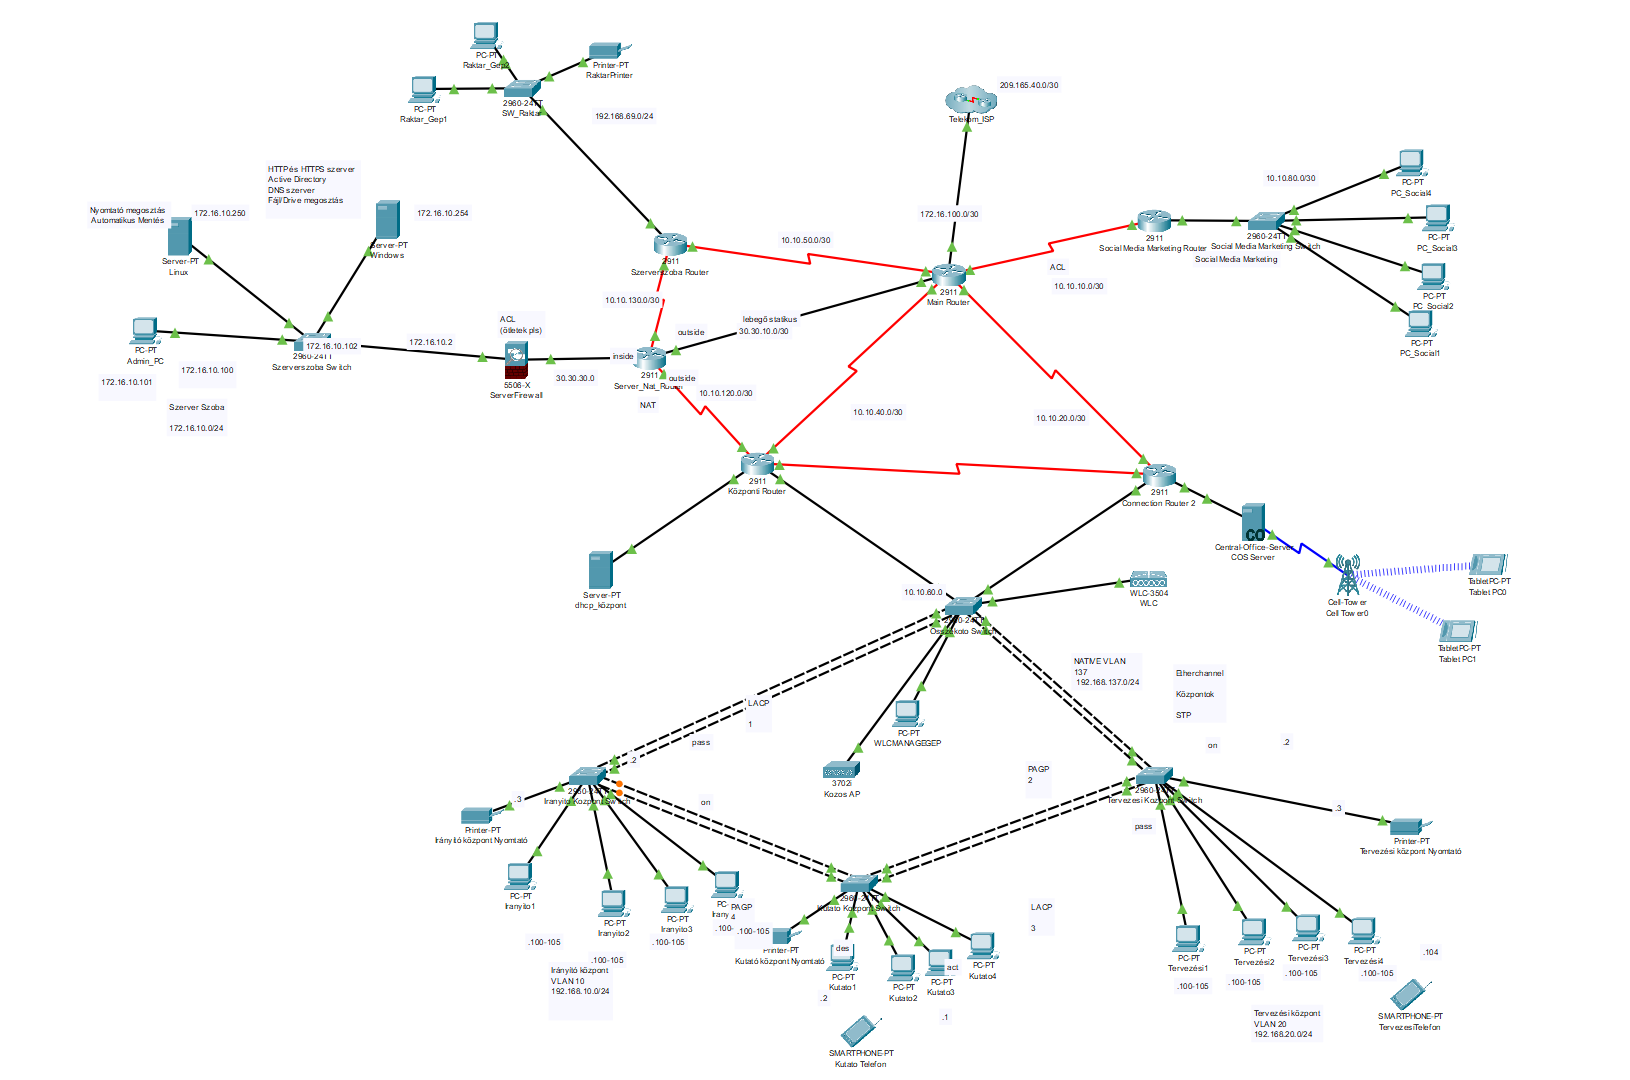 PC-PT
Raktar_Gep2
Printer-PT
RaktarPrinter
PC-PT
Raktar_Gep1
2960-24TT
SW_Raktar
192.168.69.0/24
209.165.40.0/30
Telekom_ISP
HTTP és HTTPS szerver
Active Directory
DNS szerver
Fájl/Drive megosztás
Nyomtató megosztás
Automatikus Mentés
172.16.10.250
172.16.10.254
Server-PT
Linux
Server-PT
Windows
172.16.100.0/30
10.10.80.0/30
PC-PT
PC_Social4
PC-PT
PC_Social3
PC-PT
PC_Social2
PC-PT
PC_Social1
2911
Social Media Marketing Router
2960-24TT
Social Media Marketing Switch
Social Media Marketing
2911
Szerverszoba Router
10.10.50.0/30
2911
Main Router
ACL
10.10.10.0/30
10.10.130.0/30
lebegő statikus
30.30.10.0/30
outside
ACL
(ötletek pls)
PC-PT
Admin_PC
172.16.10.101
172.16.10.100
172.16.10.102
2960-24TT
Szerverszoba Switch
172.16.10.2
5506-X
ServerFirewall
30.30.30.0
inside
2911
Server_Nat_Router
outside
NAT
Szerver Szoba
172.16.10.0/24
10.10.120.0/30
10.10.40.0/30
10.10.20.0/30
2911
Központi Router
2911
Connection Router 2
Central-Office-Server
COS Server
Cell-Tower
Cell Tower0
TabletPC-PT
Tablet PC0
TabletPC-PT
Tablet PC1
Server-PT
dhcp_központ
10.10.60.0
WLC-3504
WLC
2960-24TT
Osszekoto Switch
NATIVE VLAN
137
192.168.137.0/24
Etherchannel
Központok
STP
LACP
1
pass
PC-PT
WLCMANAGEGEP
3702i
Kozos AP
on
.2
.2
PAGP
2
2960-24TT
Iranyito Kozpont Switch
.3
Printer-PT
Irányító központ Nyomtató
on
2960-24TT
Tervezesi Kozpont Switch
pass
.3
Printer-PT
Tervezési központ Nyomtató
PC-PT
Iranyito1
PC-PT
Iranyito2
PC-PT
Iranyito3
PAGP
4
.100-105
.100-105
.100-105
.100-105
Irányító központ
VLAN 10
192.168.10.0/24
2960-24TT
Kutato Kozpont Switch
Printer-PT
Kutató központ Nyomtató
des
PC-PT
Kutato1
.2
PC-PT
Kutato2
act
PC-PT
Kutato3
.1
PC-PT
Kutato4
LACP
3
SMARTPHONE-PT
Kutato Telefon
PC-PT
Tervezési1
PC-PT
Tervezési2
PC-PT
Tervezési3
PC-PT
Tervezési4
.100-105
.100-105
.100-105
.100-105
.104
Tervezési központ
VLAN 20
192.168.20.0/24
SMARTPHONE-PT
TervezesiTelefon